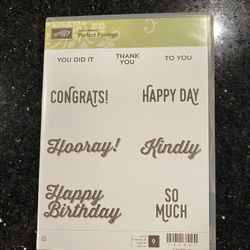 Perfect Pairings
YOU DID IT
THANK
YOU
TO YOU
CONGRATS!
HAPPY DAY
Hooray!
Kindly
Happy
Birthday
SO
MUCH
9